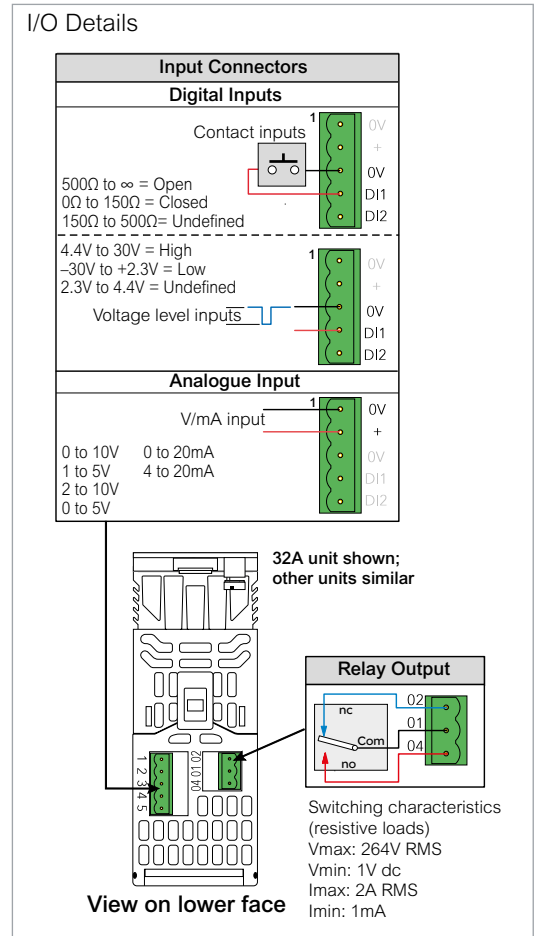 I/O Details
Input Connectors
Digital Inputs
Contact inputs
1
0V
+
0V
DI1
DI2
500Ω to ∞ = Open
0Ω to 150Ω = Closed
150Ω to 500Ω= Undefined
4.4V to 30V = High
–30V to +2.3V = Low
2.3V to 4.4V = Undefined
Voltage level inputs
1
0V
+
0V
DI1
DI2
Analogue Input
V/mA input
1
0V
+
0V
DI1
DI2
0 to 10V 0 to 20mA
1 to 5V 4 to 20mA
2 to 10V
0 to 5V
32A unit shown;
other units similar
1 2 3 4 5
04 01 02
View on lower face
Relay Output
nc
Com
no
02
01
04
Switching characteristics
(resistive loads)
Vmax: 264V RMS
Vmin: 1V dc
Imax: 2A RMS
Imin: 1mA